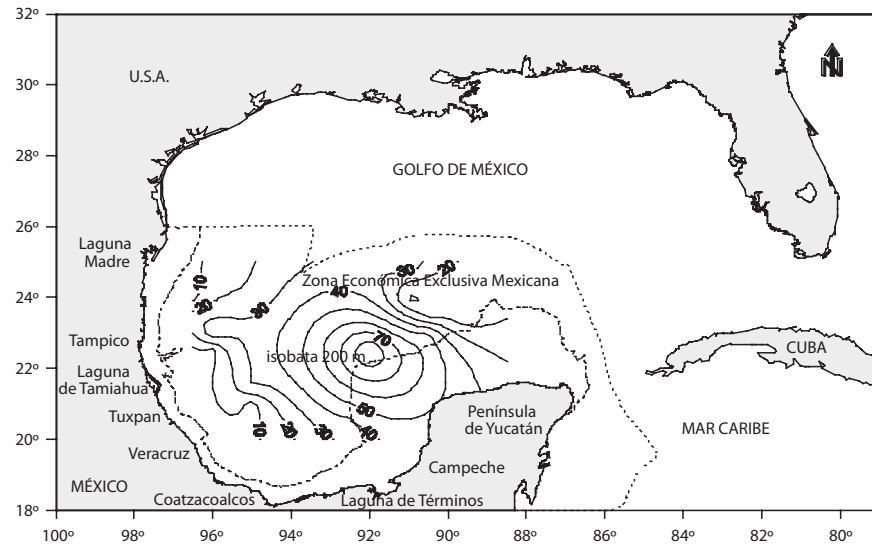 32º
30º
28º
26º
24º
22º
20º
18º
U.S.A.
N
GOLFO DE MÉXICO
Laguna
Madre
10
20
30
30
20
Zona Económica Exclusiva Mexicana
40
Tampico
70
isobata 200 m
CUBA
Laguna
de Tamiahua
Tuxpan
50
Península
de Yucatán
10
20
30
40
MAR CARIBE
Veracruz
Campeche
MÉXICO
Coatzacoalcos
Laguna de Términos
100º 98º 96º 94º 92º 90º 88º 86º 84º 82º 80º